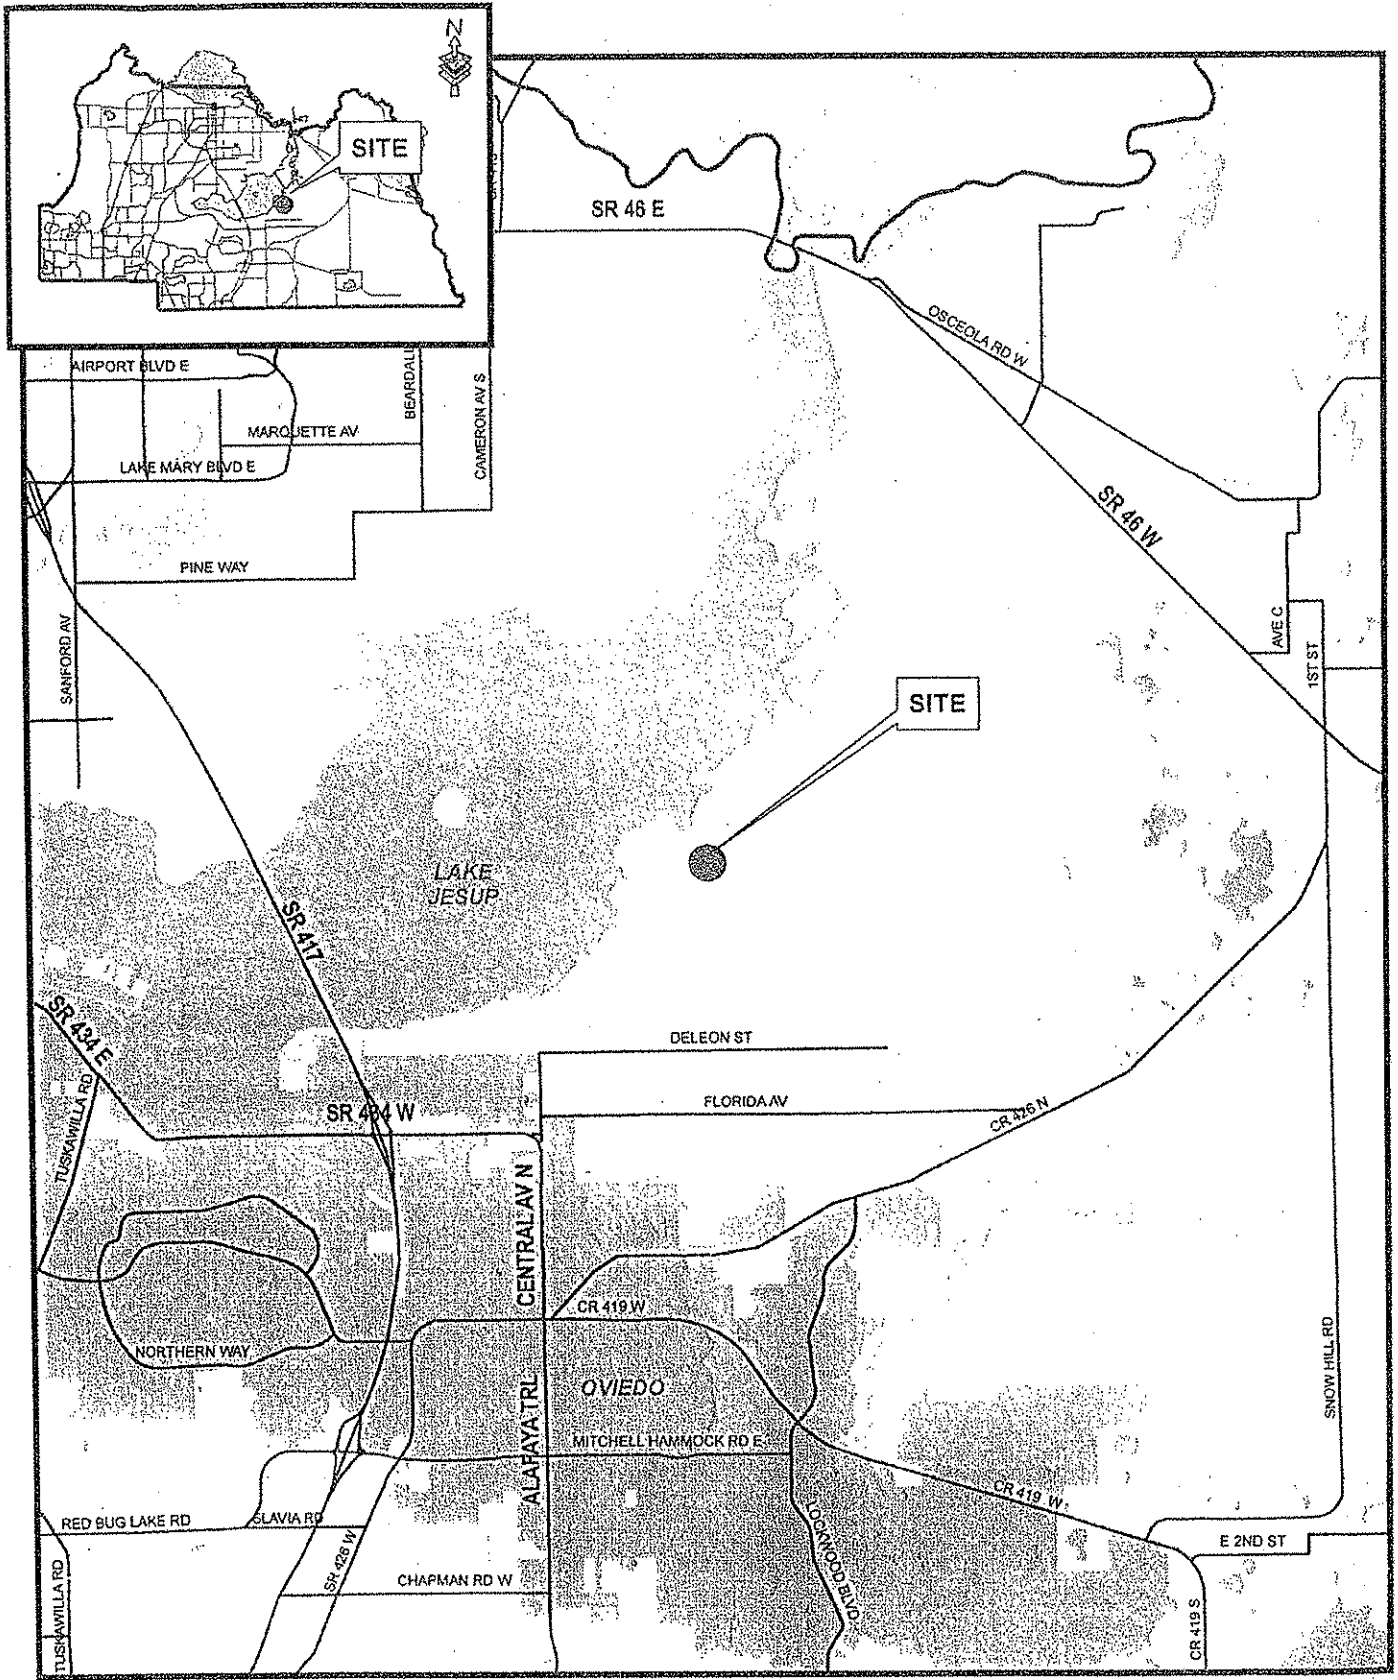 N
SITE
SR 46 E
OSCEOLA RD W
AIRPORT BLVD E
BEARDALL
CAMERON AV S
MARQUETTE AV
LAKE MARY BLVD E
SR 46 W
PINE WAY
SANFORD AV
AVE C
1ST ST
SITE
LAKE
JESUP
SR 417
SR 434 E
DELEON ST
TUSKAWILLA RD
SR 434 W
FLORIDA AV
CR 426 N
CENTRAL AV N
CR 419 W
NORTHERN WAY
OVIEDO
SNOW HILL RD
ALAFAYA TRL
MITCHELL HAMMOCK RD E
CR 419 W
RED BUG LAKE RD
SLAVIA RD
LOCKWOOD BLVD
E 2ND ST
SR 426 W
CHAPMAN RD W
TUSKAWILLA RD
CR 419 S